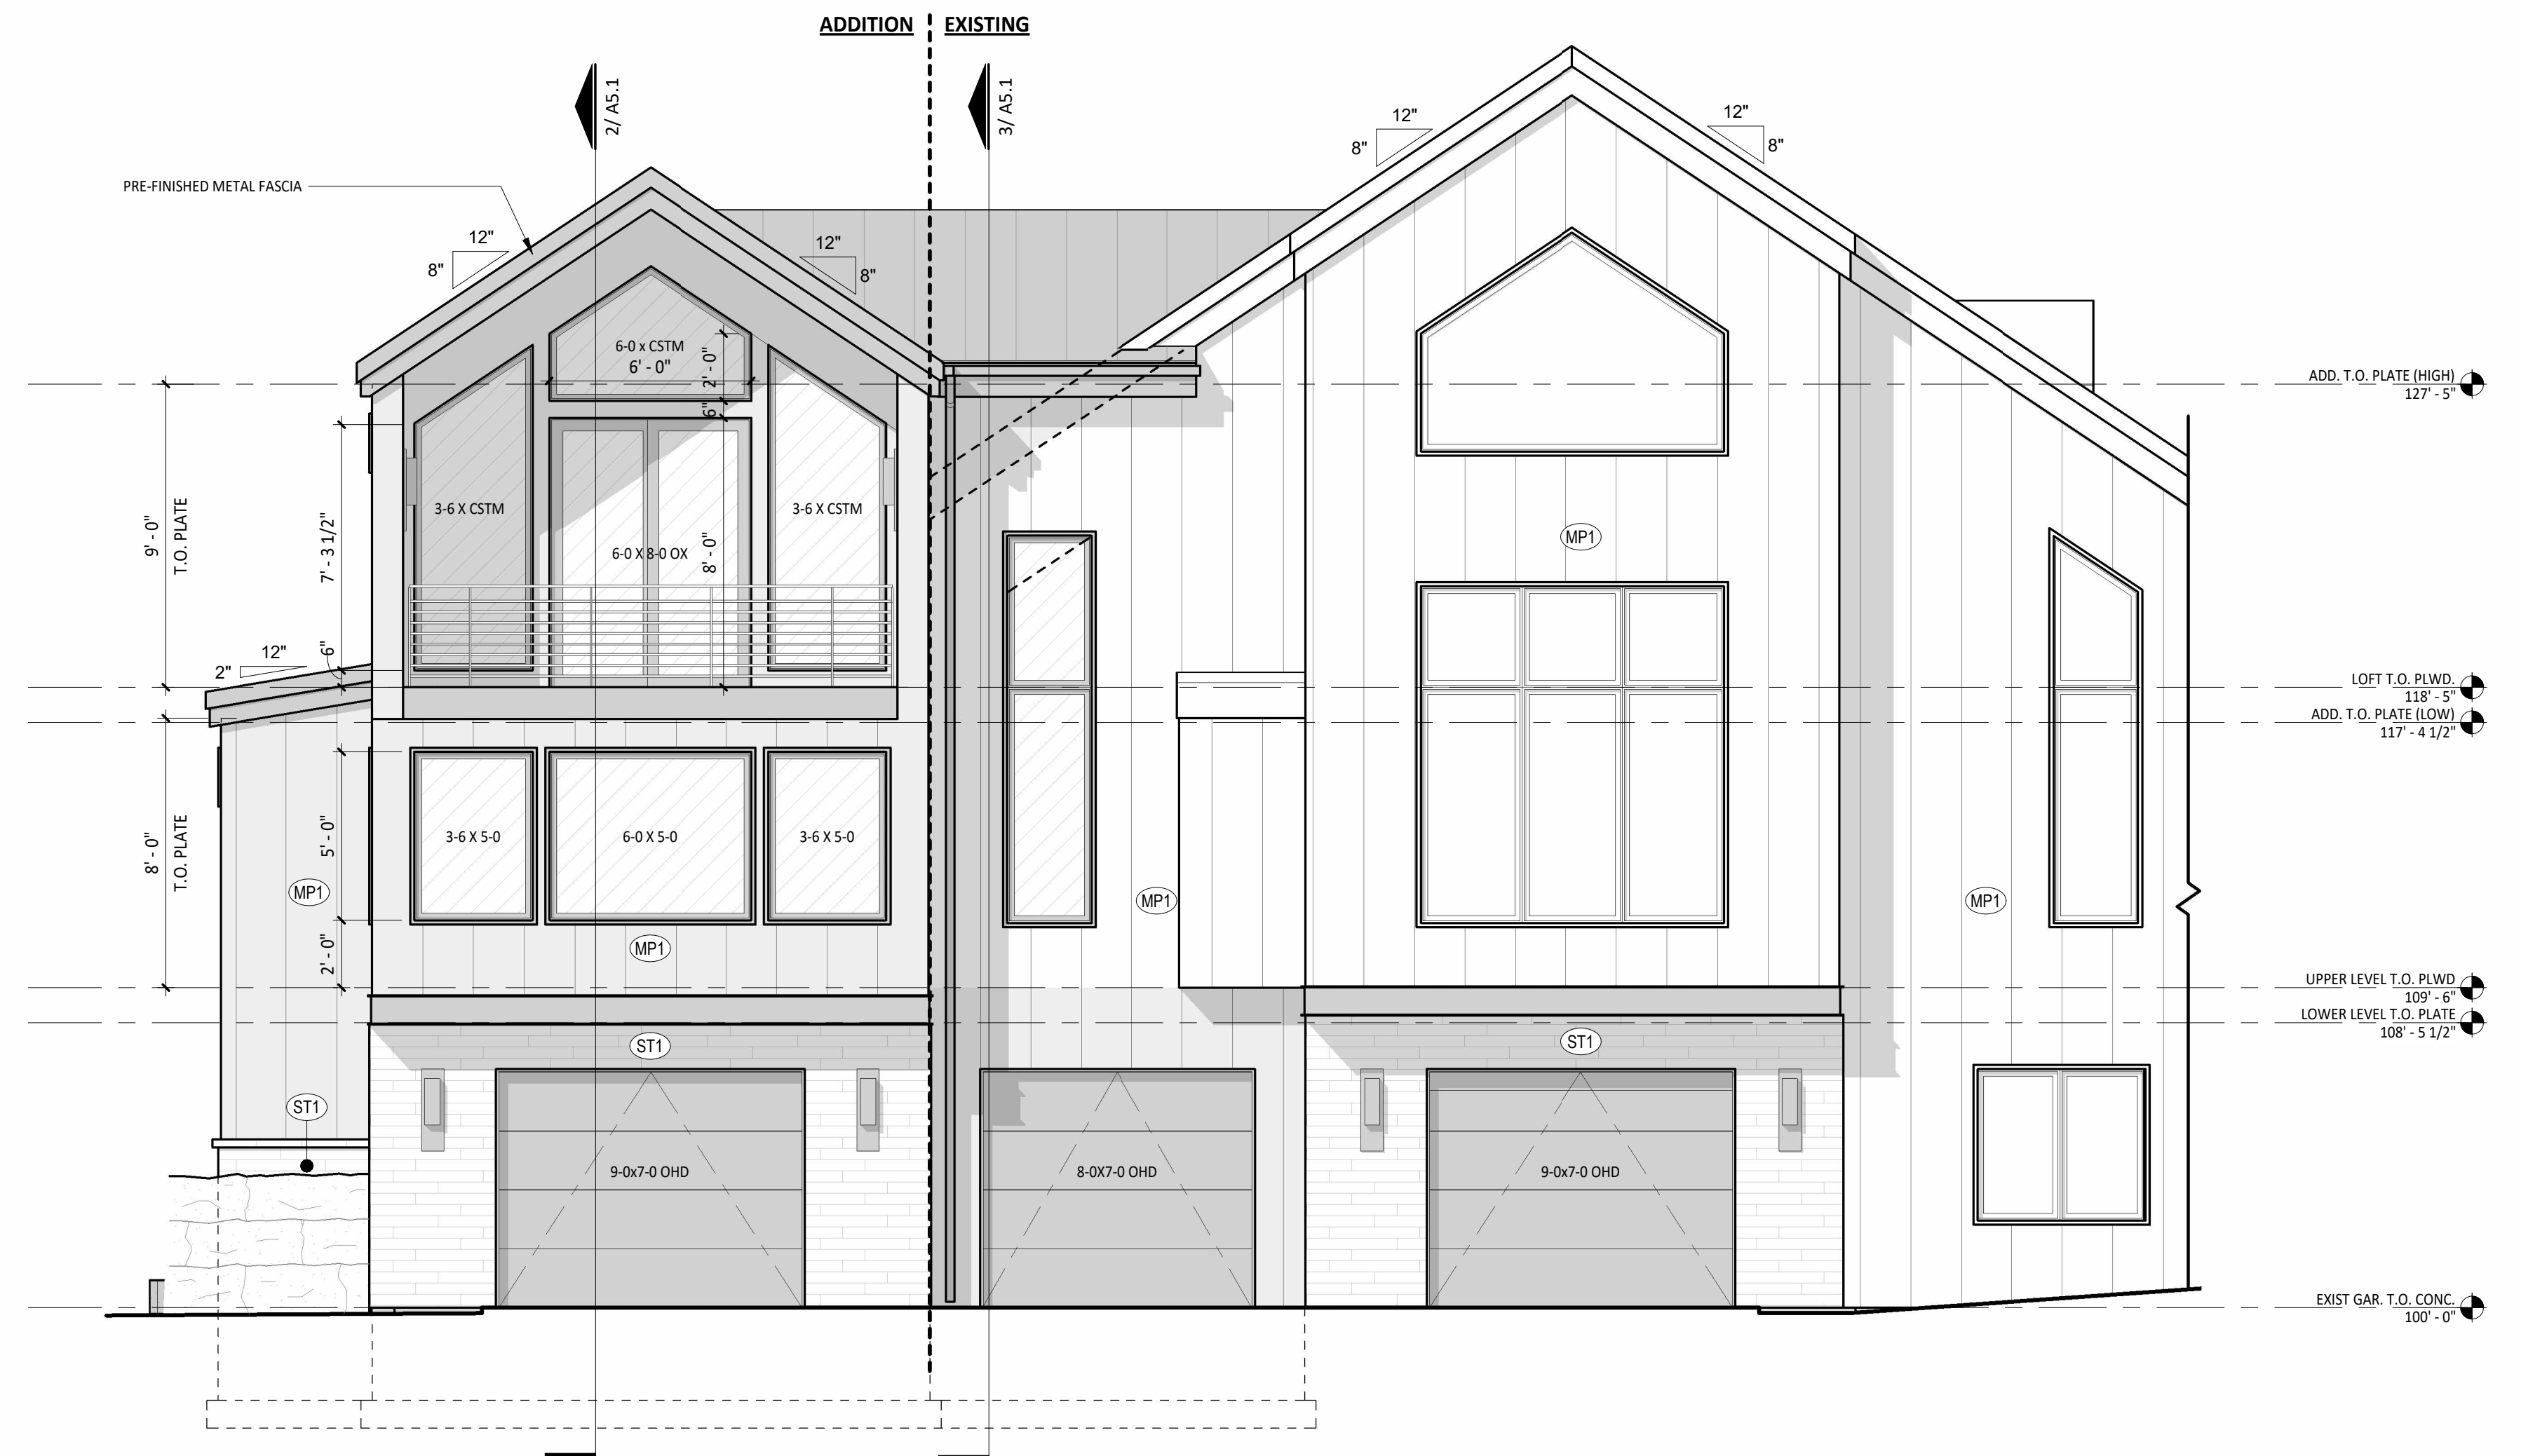 ADDITION
EXISTING
2/ A5.1
3/ A5.1
12"
8"
12"
8"
PRE-FINISHED METAL FASCIA
12"
8"
12"
8"
6-0 x CSTM
6' - 0"
2' - 0"
6"
ADD. T.O. PLATE (HIGH)
127' - 5"
9' - 0"
T.O. PLATE
7' - 3 1/2"
3-6 X CSTM
3-6 X CSTM
6-0 X 8-0 OX
8' - 0"
MP1
6"
12"
2"
LOFT T.O. PLWD.
118' - 5"
ADD. T.O. PLATE (LOW)
117' - 4 1/2"
8' - 0"
T.O. PLATE
5' - 0"
3-6 X 5-0
6-0 X 5-0
3-6 X 5-0
MP1
MP1
MP1
2' - 0"
MP1
UPPER LEVEL T.O. PLWD
109' - 6"
LOWER LEVEL T.O. PLATE
108' - 5 1/2"
ST1
ST1
ST1
9-0x7-0 OHD
8-0X7-0 OHD
9-0x7-0 OHD
EXIST GAR. T.O. CONC.
100' - 0"